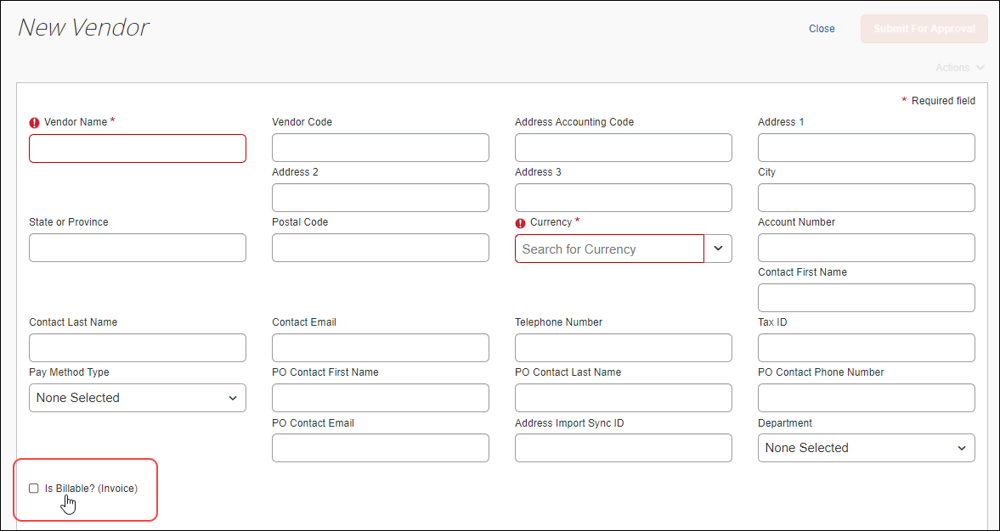 New Vendor
Close
Submit For Approval
Actions
* Required field
Vendor Name *
Vendor Code
Address Accounting Code
Address 1
Address 2
Address 3
City
State or Province
Postal Code
Currency *
Account Number
Search for Currency
Contact First Name
Contact Last Name
Contact Email
Telephone Number
Tax ID
Pay Method Type
PO Contact First Name
PO Contact Last Name
PO Contact Phone Number
None Selected
PO Contact Email
Address Import Sync ID
Department
None Selected
Is Billable? (Invoice)